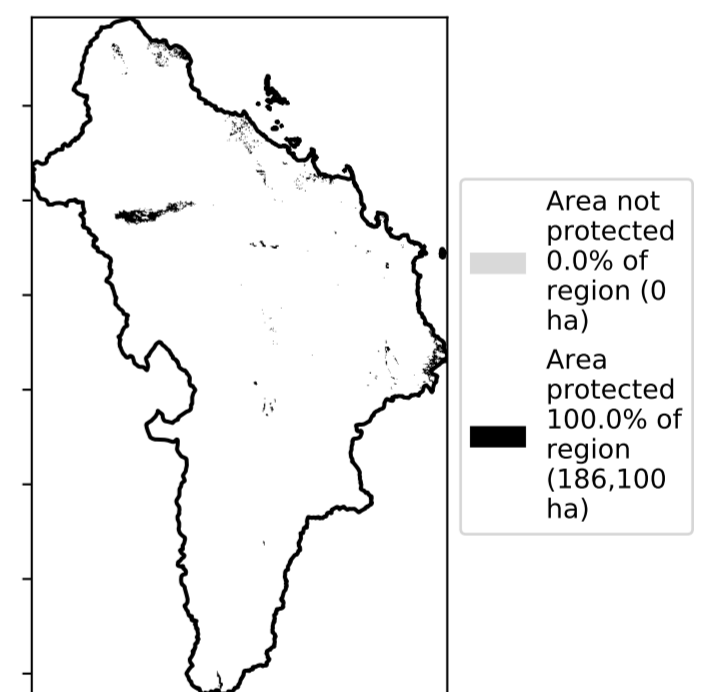 Area not
protected
0.0% of
region (0
ha)
Area
protected
100.0% of
region
(186,100
ha)